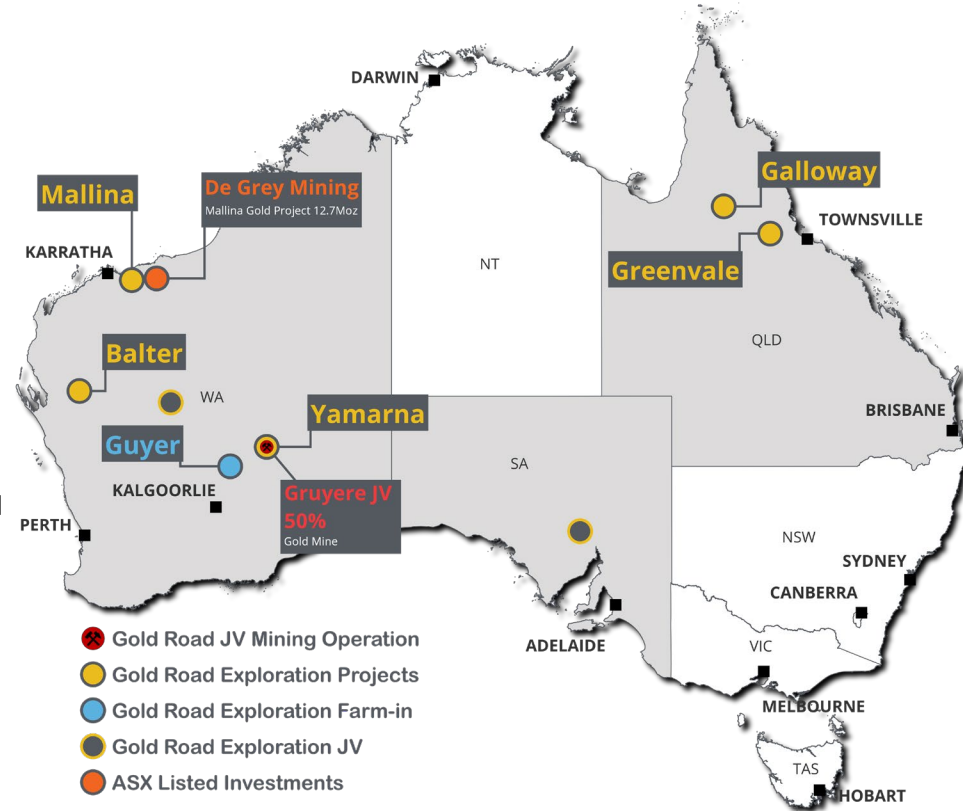 DARWIN
De Grey Mining
Mallina Gold Project 12.7Moz
Mallina
KARRATHA
Galloway
TOWNSVILLE
Greenvale
NT
QLD
Balter
WA
Yamarna
BRISBANE
Guyer
SA
KALGOORLIE
Gruyere JV
50%
Gold Mine
PERTH
NSW
SYDNEY
CANBERRA
ADELAIDE
VIC
MELBOURNE
TAS
HOBART
Gold Road JV Mining Operation
Gold Road Exploration Projects
Gold Road Exploration Farm-in
Gold Road Exploration JV
ASX Listed Investments